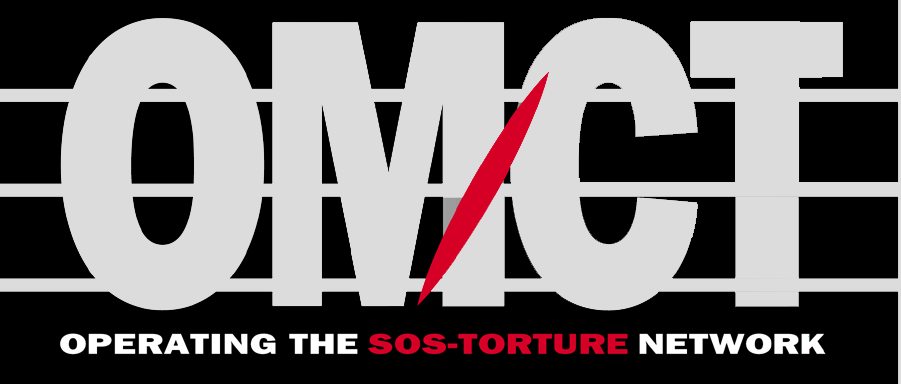 OMCT
OPERATING THE SOS-TORTURE NETWORK